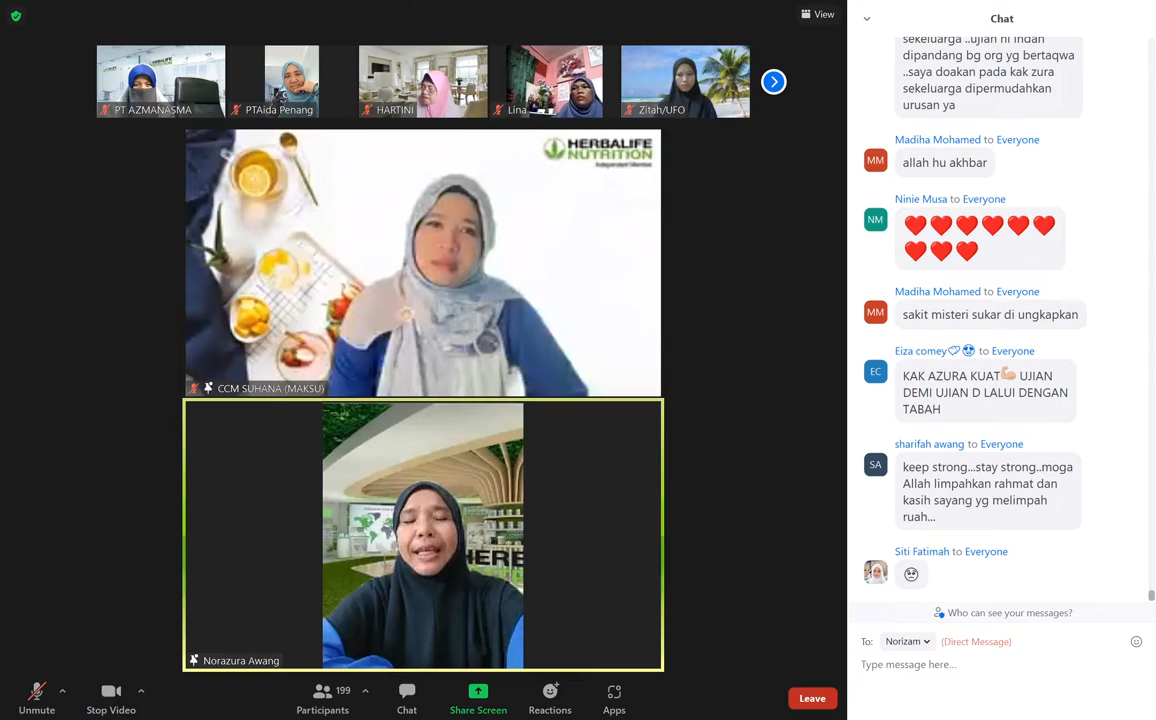 View
Chat
PT AZMANASMA
PTAida Penang
HARTINI
Lina
Zitah/UFO
HERBALIFE
NUTRITION
CCM SUHANA (MAKSU)
HERB
Norazura Awang
sekeluarga ..ujian ni indah
dipandang bg org yg bertaqwa
..saya doakan pada kak zura
sekeluarga dipermudahkan
urusan ya
Madiha Mohamed to Everyone
MM
allah hu akhbar
Ninie Musa to Everyone
NM
❤️❤️❤️❤️❤️❤️
❤️❤️❤️
Madiha Mohamed to Everyone
MM
sakit misteri sukar di ungkapkan
Eiza comey to Everyone
EC
KAK AZURA KUAT💪🏻 UJIAN
DEMI UJIAN D LALUI DENGAN
TABAH
sharifah awang to Everyone
SA
keep strong...stay strong..moga
Allah limpahkan rahmat dan
kasih sayang yg melimpah
ruah...
Siti Fatimah to Everyone
Who can see your messages?
To: Norizam (Direct Message)
Type message here...
Unmute
Stop Video
199
Participants
Chat
Share Screen
Reactions
Apps
Leave